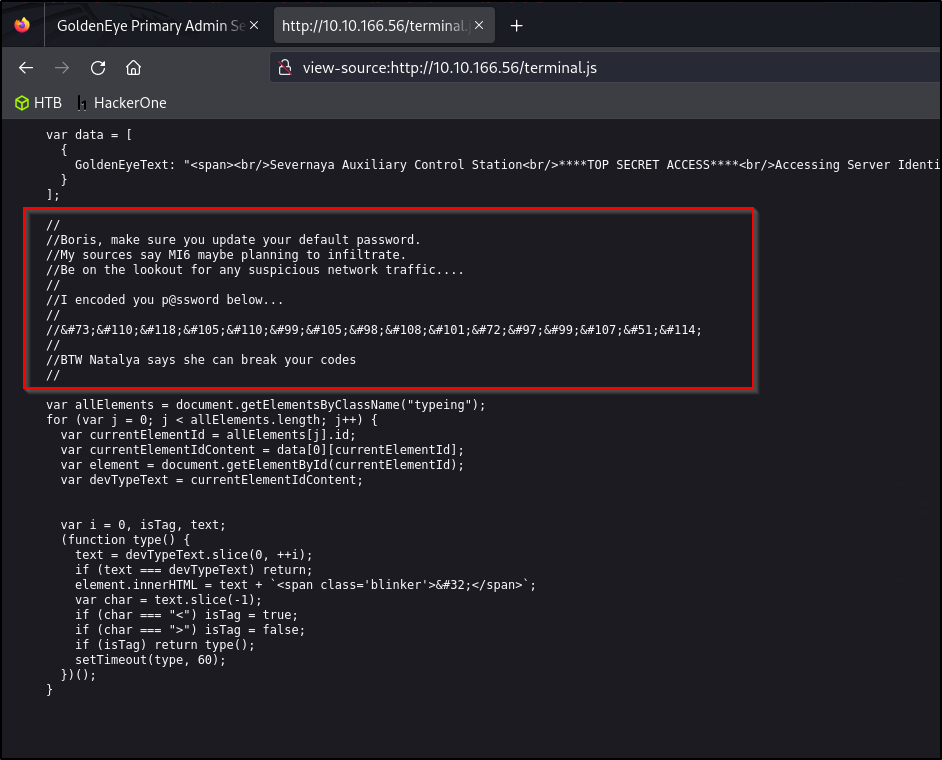 GoldenEye Primary Admin Se
http://10.10.166.56/terminal.j
view-source:http://10.10.166.56/terminal.js
HTB HackerOne
var data = [
{
GoldenEyeText: "<span><br/>Severnaya Auxiliary Control Station<br/>****TOP SECRET ACCESS****<br/>Accessing Server Identi
}
];
//
//Boris, make sure you update your default password.
//My sources say MI6 maybe planning to infiltrate.
//Be on the lookout for any suspicious network traffic....
//
//I encoded you p@ssword below...
//
//&#73;&#110;&#118;&#105;&#110;&#99;&#105;&#98;&#108;&#101;&#72;&#97;&#99;&#107;&#51;&#114;
//
//BTW Natalya says she can break your codes
//
var allElements = document.getElementsByClassName("typeing");
for (var j = 0; j < allElements.length; j++) {
var currentElementId = allElements[j].id;
var currentElementIdContent = data[0][currentElementId];
var element = document.getElementById(currentElementId);
var devTypeText = currentElementIdContent;
var i = 0, isTag, text;
(function type() {
text = devTypeText.slice(0, ++i);
if (text === devTypeText) return;
element.innerHTML = text + `<span class='blinker'>&#32;</span>`;
var char = text.slice(-1);
if (char === "<") isTag = true;
if (char === ">") isTag = false;
if (isTag) return type();
setTimeout(type, 60);
})();
}